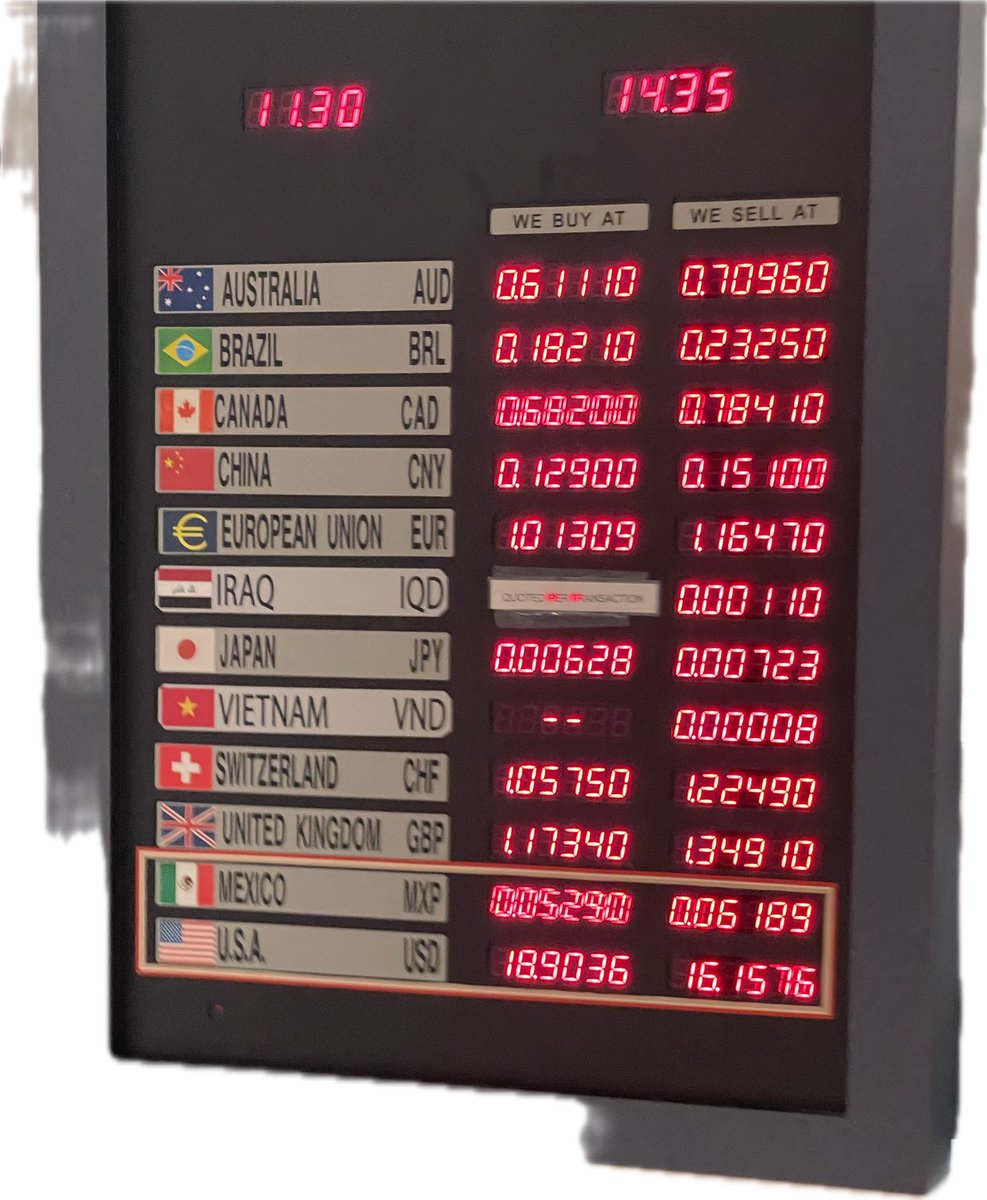 11.30 14.35
WE BUY AT WE SELL AT
AUSTRALIA AUD 0.61110 0.70960
BRAZIL BRL 0.18210 0.23250
CANADA CAD 0.68200 0.78410
CHINA CNY 0.12900 0.15100
EUROPEAN UNION EUR 1.01309 1.16470
IRAQ IQD QUOTED PER TRANSACTION 0.00110
JAPAN JPY 0.00628 0.00723
VIETNAM VND -- 0.00008
SWITZERLAND CHF 1.05750 1.22490
UNITED KINGDOM GBP 1.17340 1.34910
MEXICO MXP 0.05290 0.06189
U.S.A. USD 18.9036 16.1576